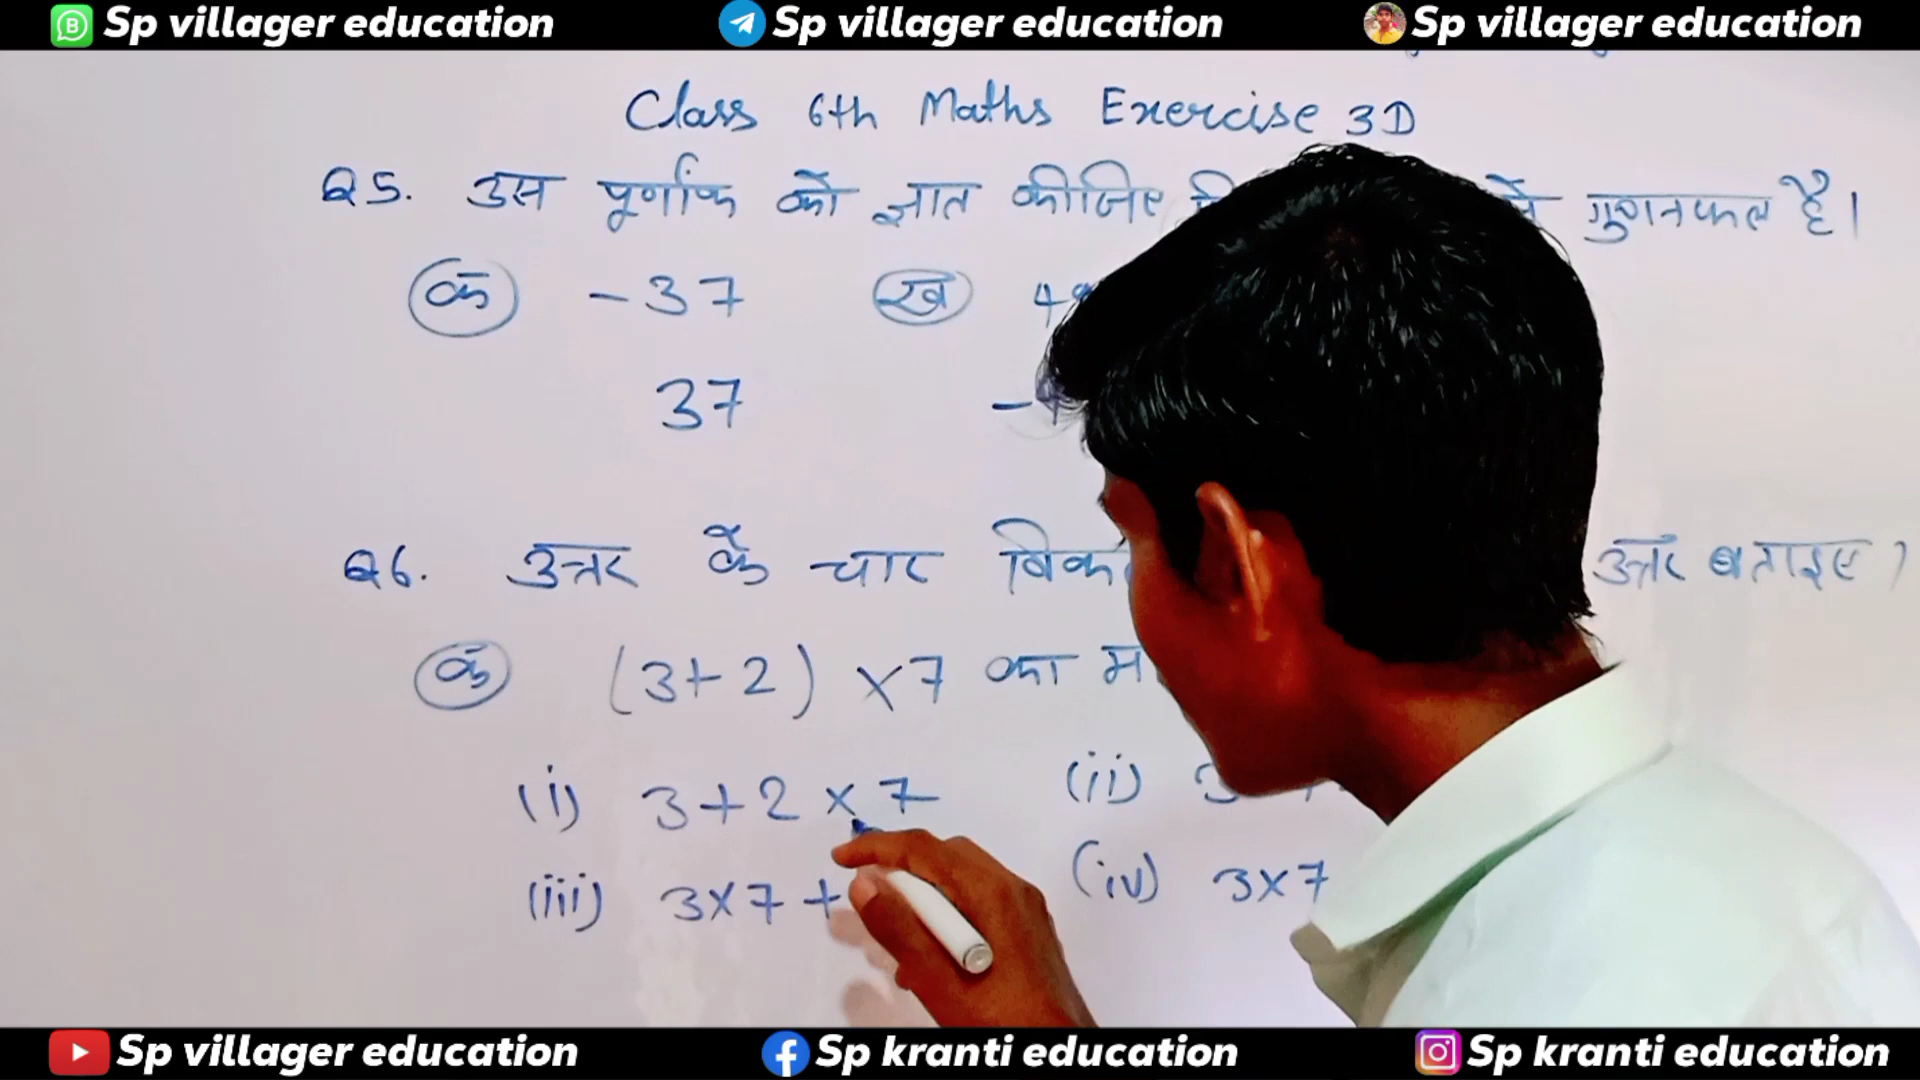 Sp villager education Sp villager education Sp villager education
Class 6th Maths Exercise 3D
Q5. उस पूर्णांक को ज्ञात कीजिए गुणनफल है।
क -37 ख
37
Q6. उत्तर के चार उत्तर बताइए।
क (3+2) ×7 का
(i) 3+2×7 (ii)
(iii) 3×7+ (iv) 3×7
Sp villager education Sp kranti education Sp kranti education